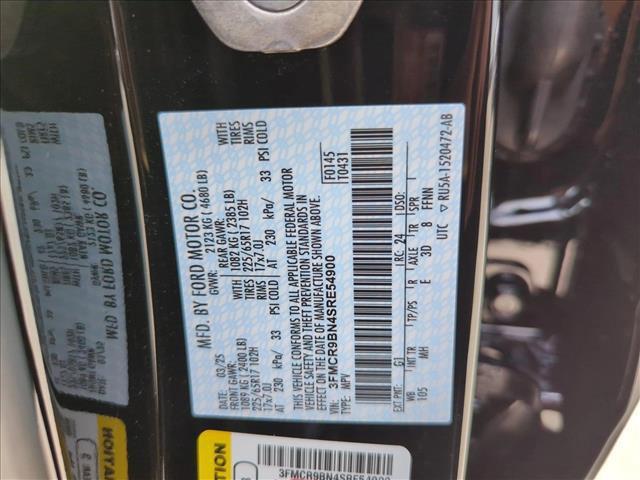 MFD. BY FORD MOTOR CO.
DATE: 03/25 GVWR: 2123 KG (4680 LB)
FRONT GAWR: REAR GAWR:
1089 KG (2400 LB) 1082 KG (2385 LB)
225/65R17 102H TIRES 225/65R17 102H TIRES
17x7.0J RIMS 17x7.0J RIMS
AT 230 kPa/ 33 PSI COLD AT 230 kPa/ 33 PSI COLD
THIS VEHICLE CONFORMS TO ALL APPLICABLE FEDERAL MOTOR
VEHICLE SAFETY AND THEFT PREVENTION STANDARDS
IN EFFECT ON THE DATE OF MANUFACTURE SHOWN ABOVE.
VIN: 3FMCR9BN4SRE54900 F0145
TYPE: MPV T0431
EXT PNT: G1 RC: 24 DSO:
WB TP/PS R AXLE TR SPR
105 MH E 3D 8 FFNN
UTC RU5A-1520472-AB
3FMCR9BN4SRE54900